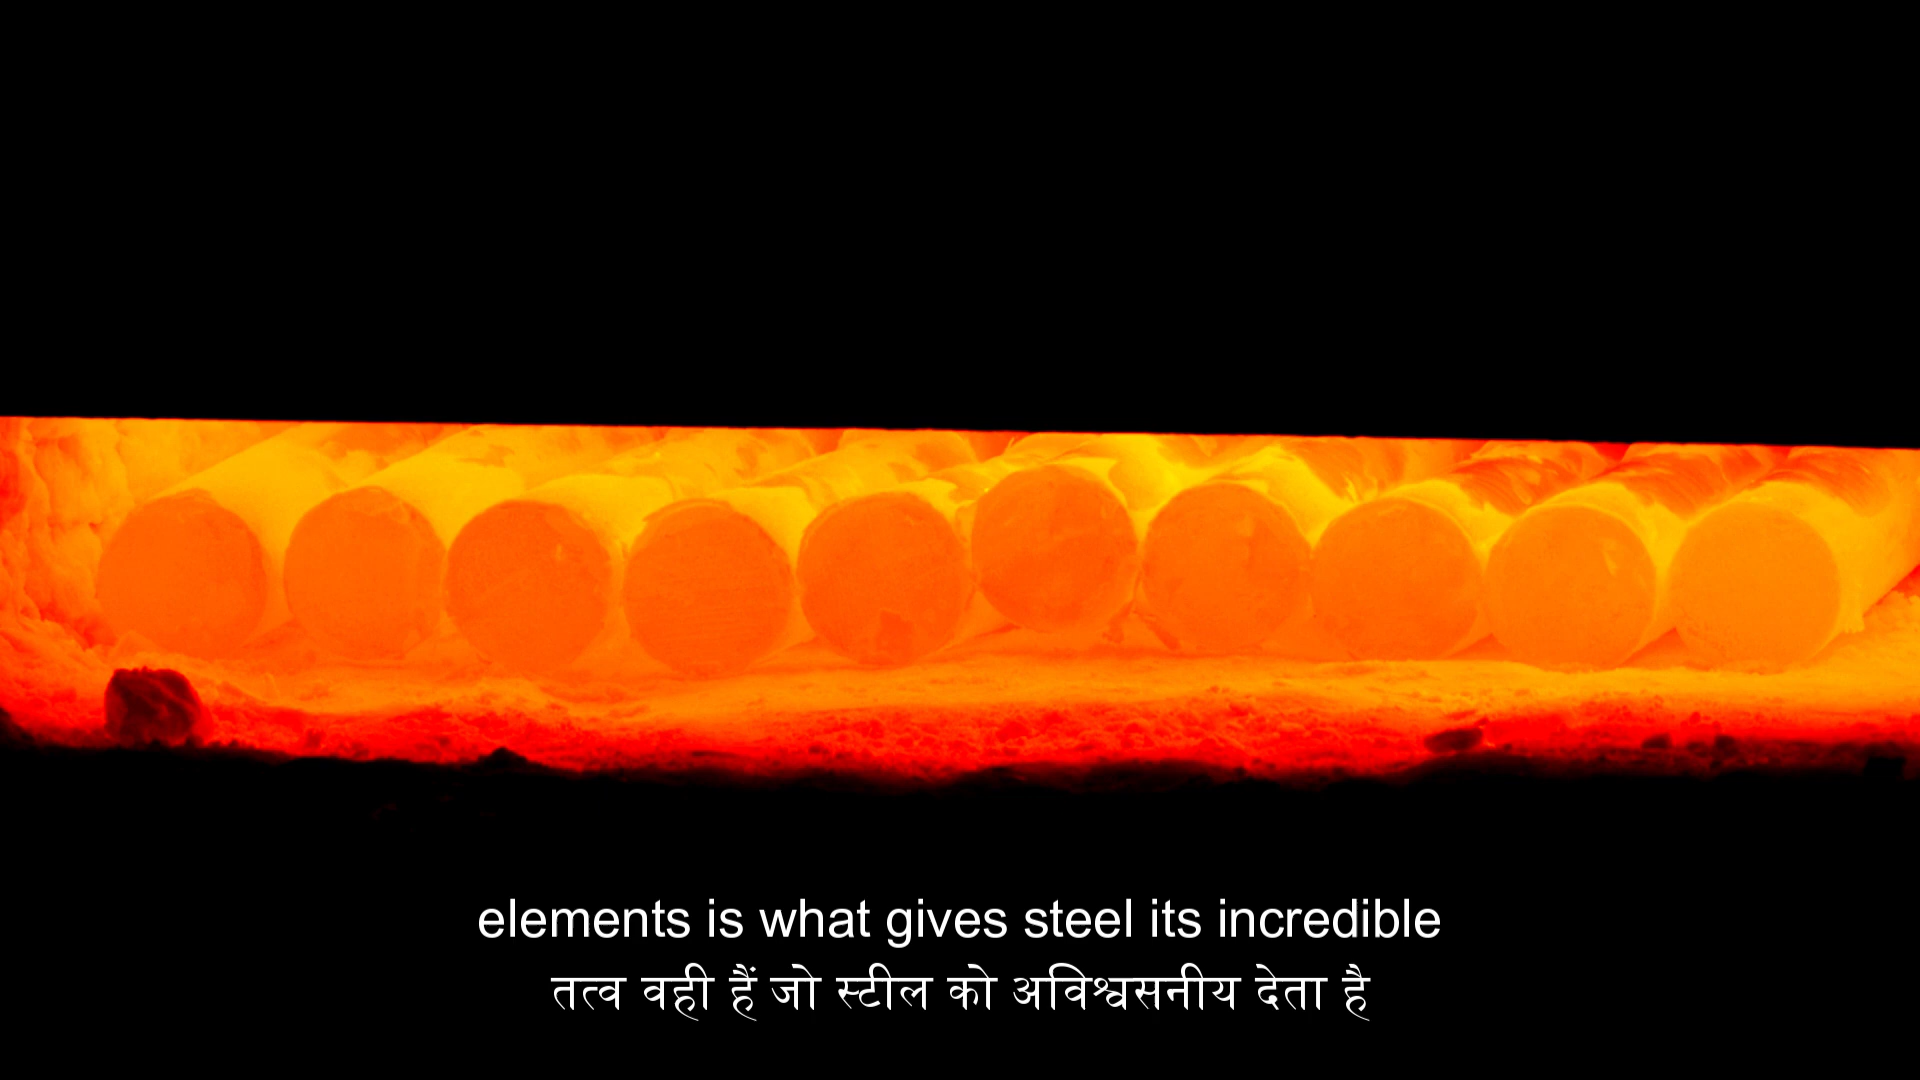 elements is what gives steel its incredible
तत्व वही हैं जो स्टील को अविश्वसनीय देता है